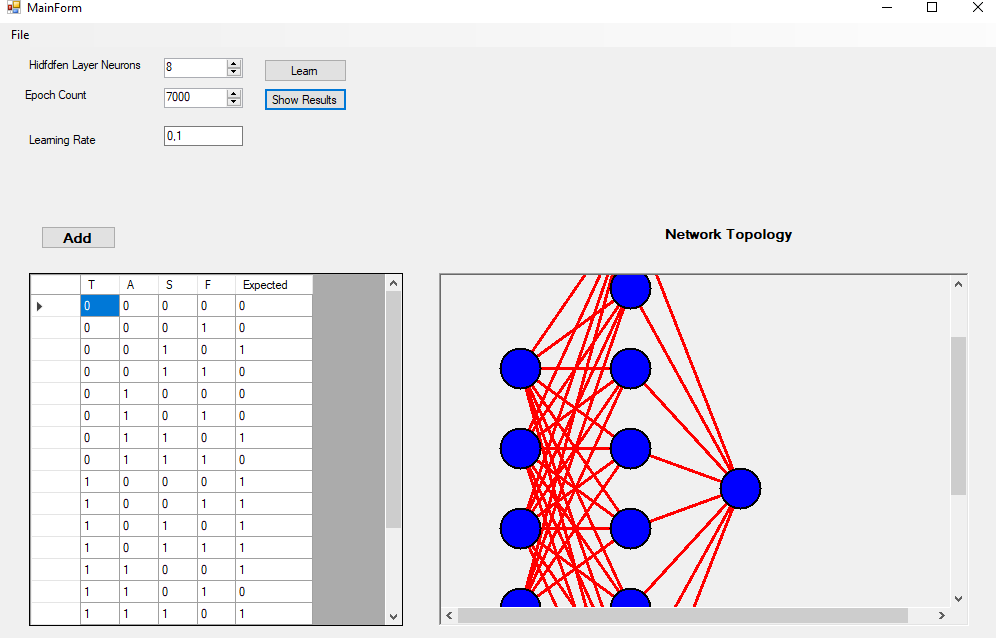 MainForm
File
Hidfdfen Layer Neurons 8 Learn
Epoch Count 7000 Show Results
Learning Rate 0,1
Add
Network Topology
T A S F Expected
0 0 0 0 0
0 0 0 1 0
0 0 1 0 1
0 0 1 1 0
0 1 0 0 0
0 1 0 1 0
0 1 1 0 1
0 1 1 1 0
1 0 0 0 1
1 0 0 1 1
1 0 1 0 1
1 0 1 1 1
1 1 0 0 1
1 1 0 1 0
1 1 1 0 1